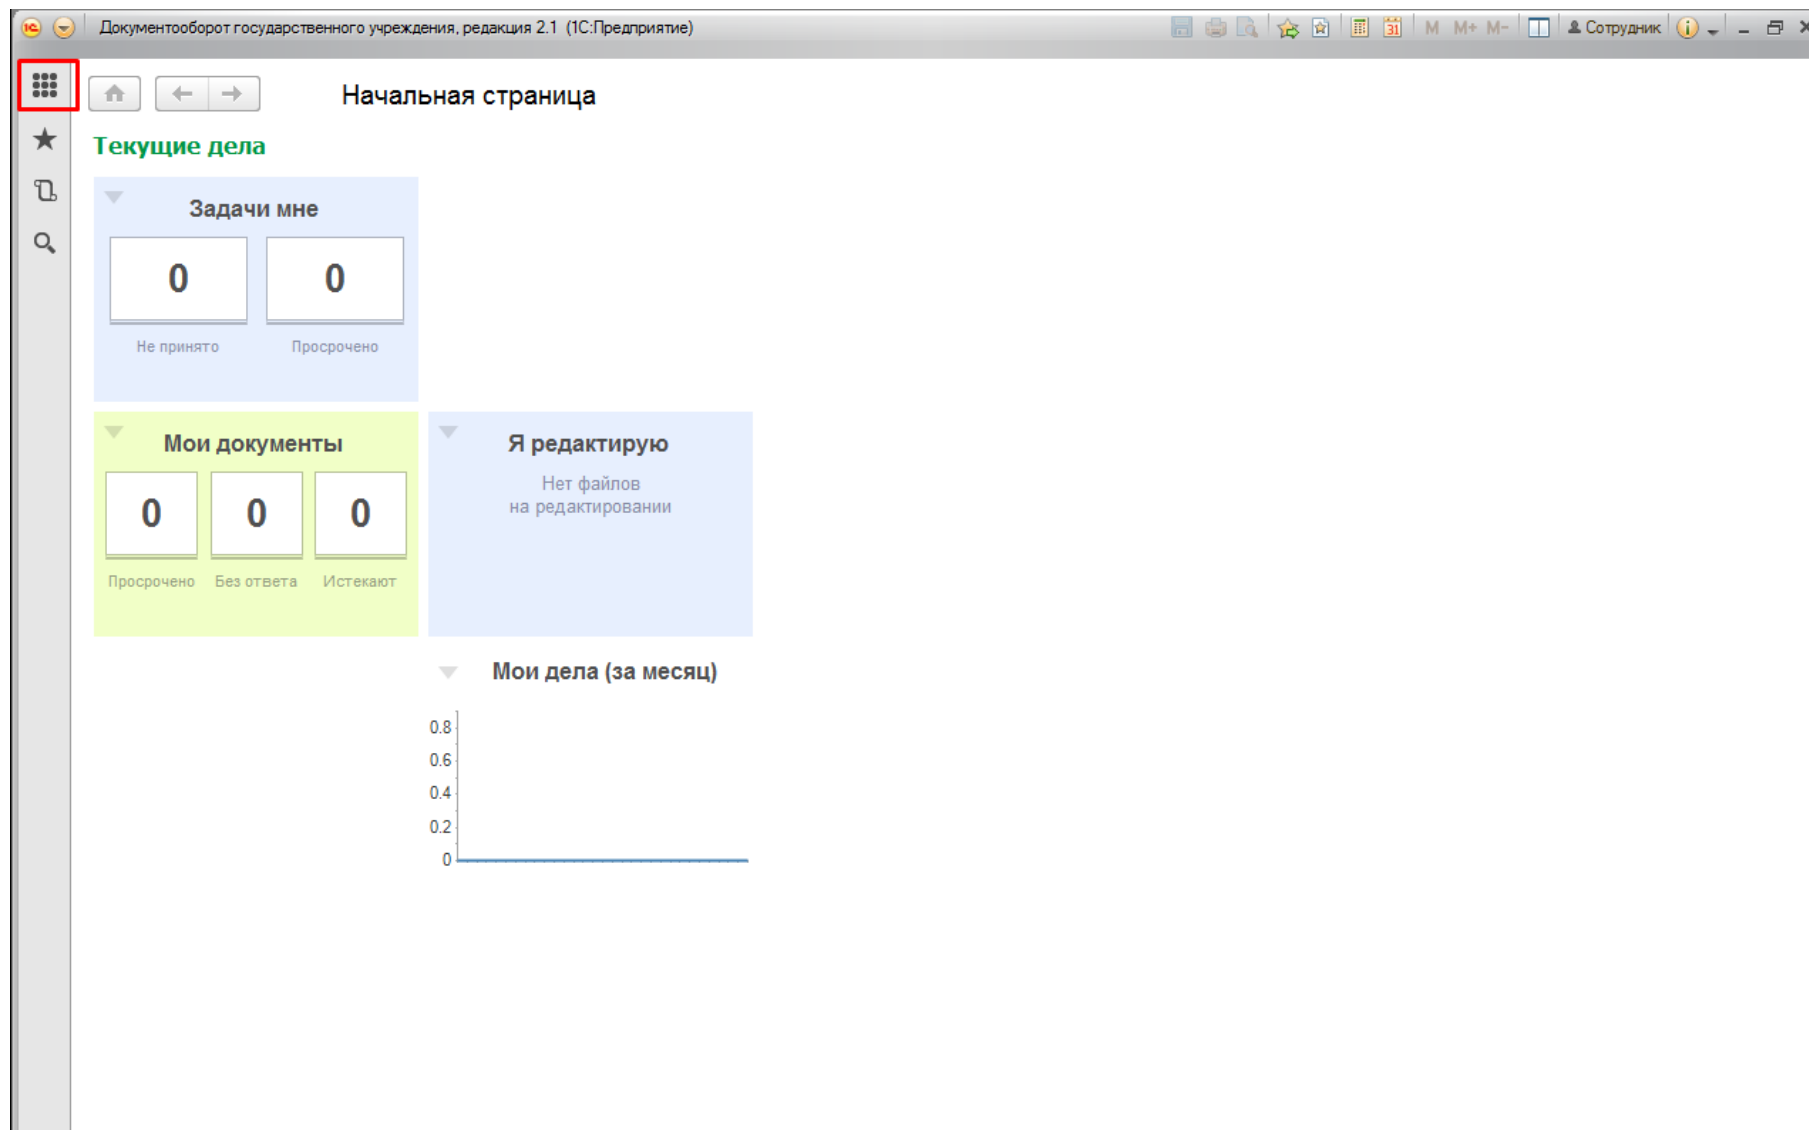 Документооборот государственного учреждения, редакция 2.1 (1С:Предприятие)
31
M M+ M-
Сотрудник
Начальная страница
Текущие дела
Задачи мне
0 0
Не принято Просрочено
Мои документы
0 0 0
Просрочено Без ответа Истекают
Я редактирую
Нет файлов
на редактировании
Мои дела (за месяц)
0.8
0.6
0.4
0.2
0